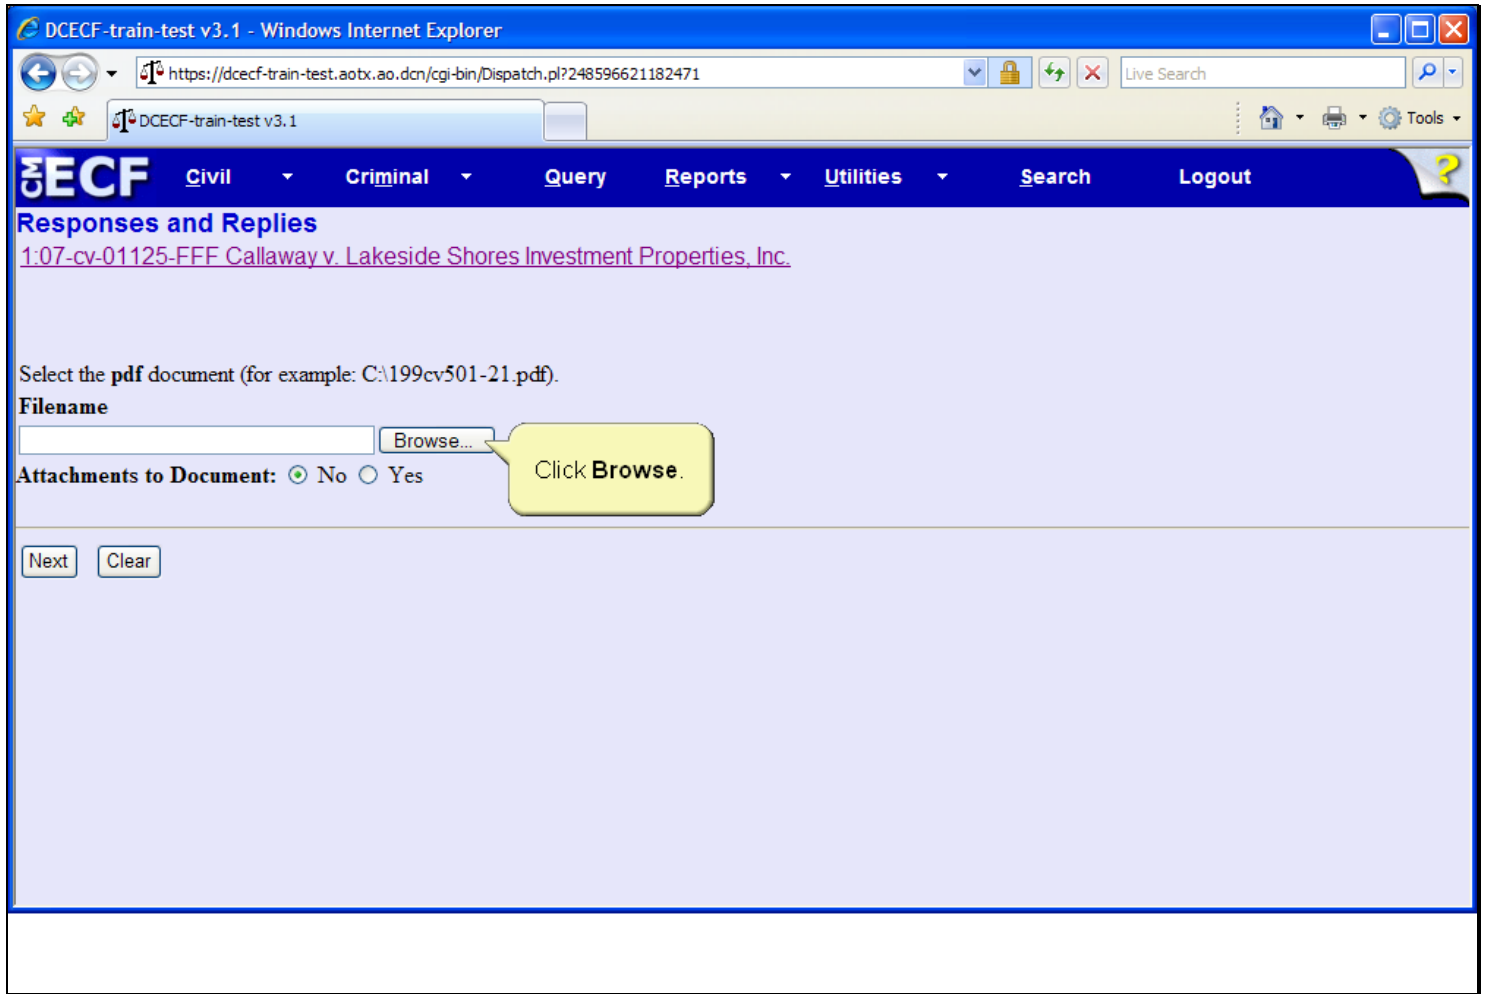 DCECF-train-test v3.1 - Windows Internet Explorer
https://dcecf-train-test.aotx.ao.dcn/cgi-bin/Dispatch.pl?248596621182471
Live Search
DCECF-train-test v3.1
Tools
CM ECF Civil Criminal Query Reports Utilities Search Logout ?
Responses and Replies
1:07-cv-01125-FFF Callaway v. Lakeside Shores Investment Properties, Inc.
Select the pdf document (for example: C:\199cv501-21.pdf).
Filename
Browse...
Click Browse.
Attachments to Document: No Yes
Next Clear